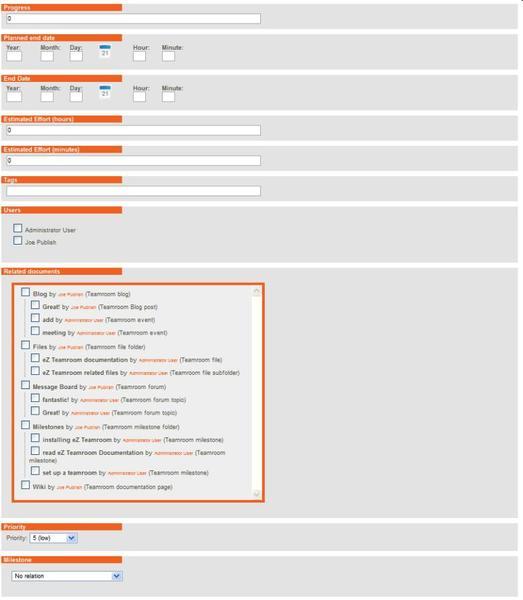 Progress
0
Planned end date
Year: Month: Day: Hour: Minute:
21
End Date
Year: Month: Day: Hour: Minute:
21
Estimated Effort (hours)
0
Estimated Effort (minutes)
0
Tags
Users
Administrator User
Joe Publish
Related documents
Blog by Joe Publish (Teamroom blog)
Great! by Joe Publish (Teamroom Blog post)
add by Administrator User (Teamroom event)
meeting by Administrator User (Teamroom event)
Files by Joe Publish (Teamroom file folder)
eZ Teamroom documentation by Administrator User (Teamroom file)
eZ Teamroom related files by Administrator User (Teamroom file subfolder)
Message Board by Joe Publish (Teamroom forum)
fantastic! by Administrator User (Teamroom forum topic)
Great! by Administrator User (Teamroom forum topic)
Milestones by Joe Publish (Teamroom milestone folder)
installing eZ Teamroom by Administrator User (Teamroom milestone)
read eZ Teamroom Documentation by Administrator User (Teamroom
milestone)
set up a teamroom by Administrator User (Teamroom milestone)
Wiki by Joe Publish (Teamroom documentation page)
Priority
Priority: 5 (low)
Milestone
No relation